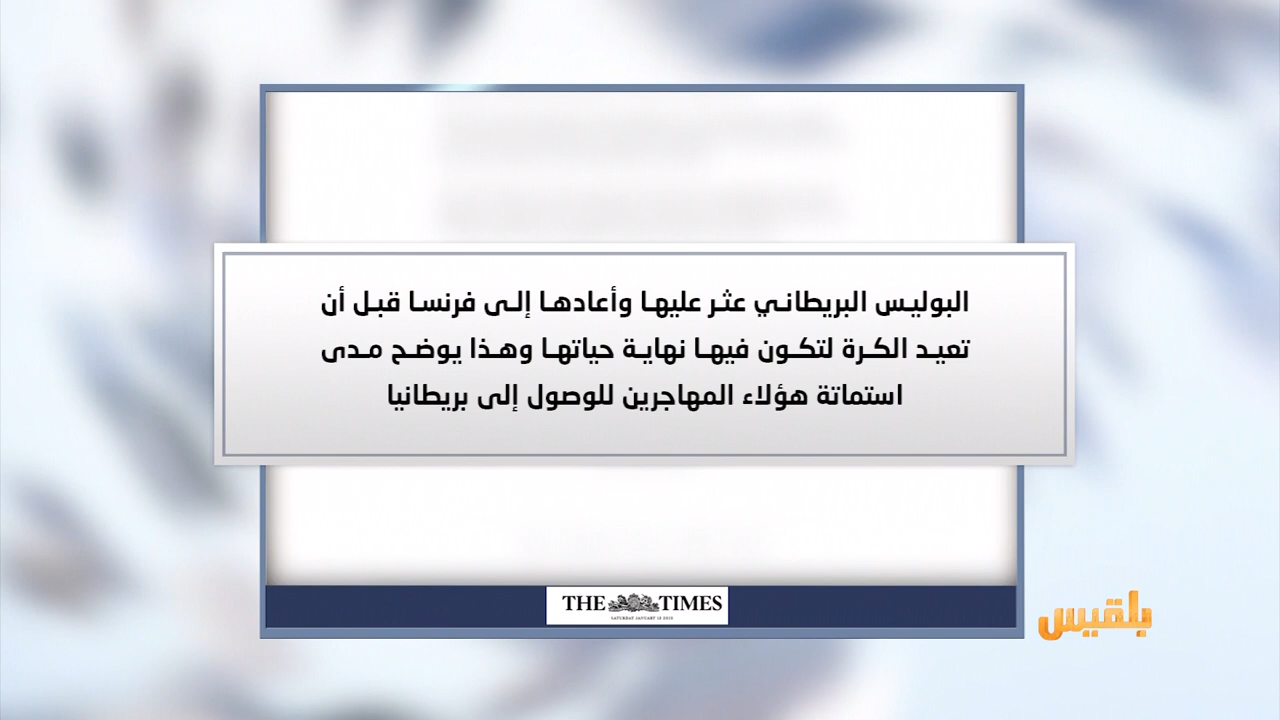 البوليس البريطاني عثر عليها وأعادها إلى فرنسا قبل أن
تعيد الكرة لتكون فيها نهاية حياتها وهذا يوضح مدى
استماتة هؤلاء المهاجرين للوصول إلى بريطانيا
THE TIMES
بلقيس